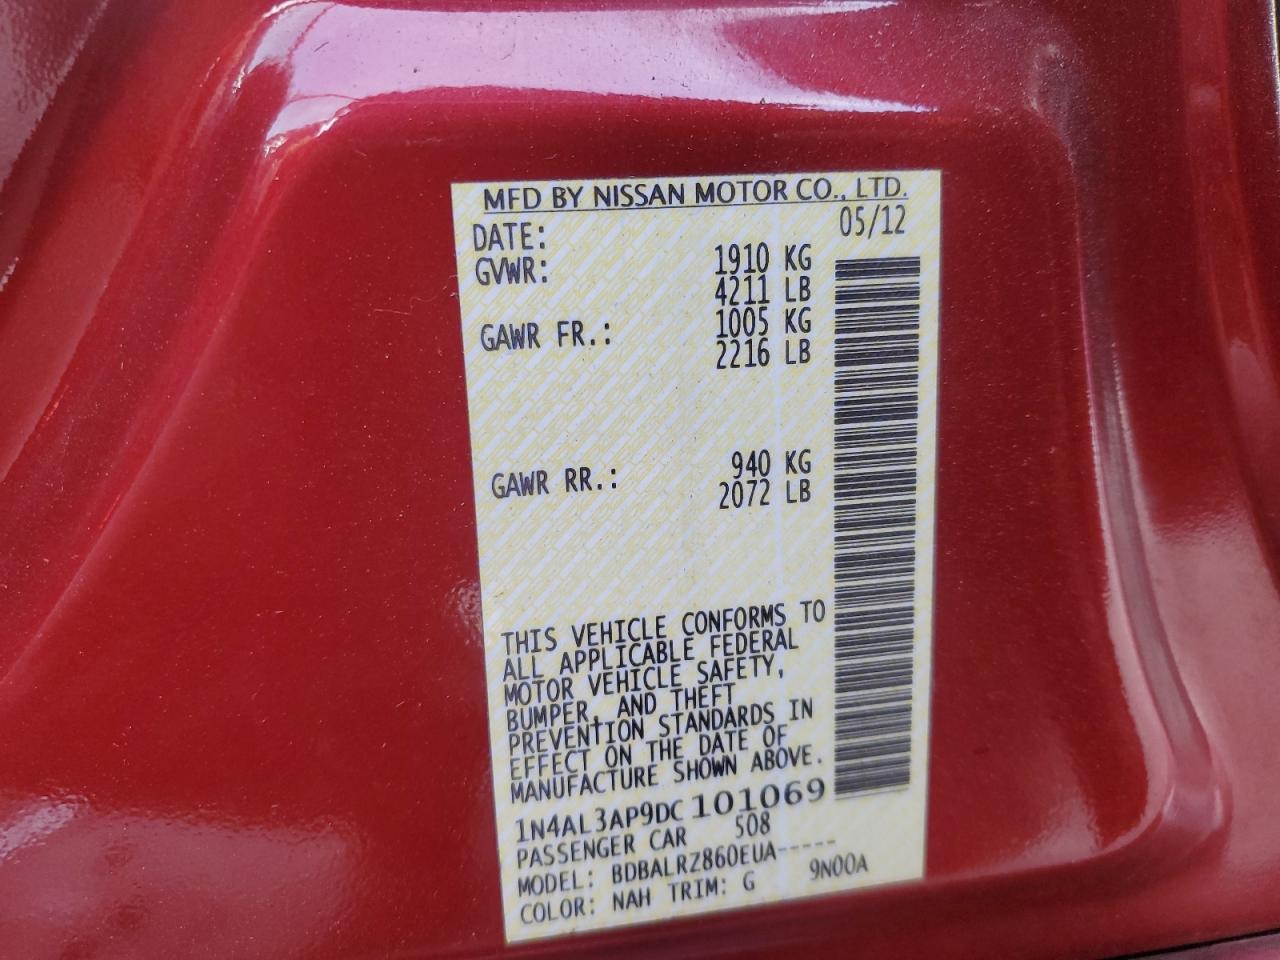 MFD BY NISSAN MOTOR CO., LTD.
DATE: 05/12
GVWR: 1910 KG
4211 LB
GAWR FR.: 1005 KG
2216 LB
GAWR RR.: 940 KG
2072 LB
THIS VEHICLE CONFORMS TO
ALL APPLICABLE FEDERAL
MOTOR VEHICLE SAFETY,
BUMPER, AND THEFT
PREVENTION STANDARDS IN
EFFECT ON THE DATE OF
MANUFACTURE SHOWN ABOVE.
1N4AL3AP9DC101069
PASSENGER CAR 508
MODEL: BDBALRZ860EUA-----
COLOR: NAH TRIM: G 9N00A